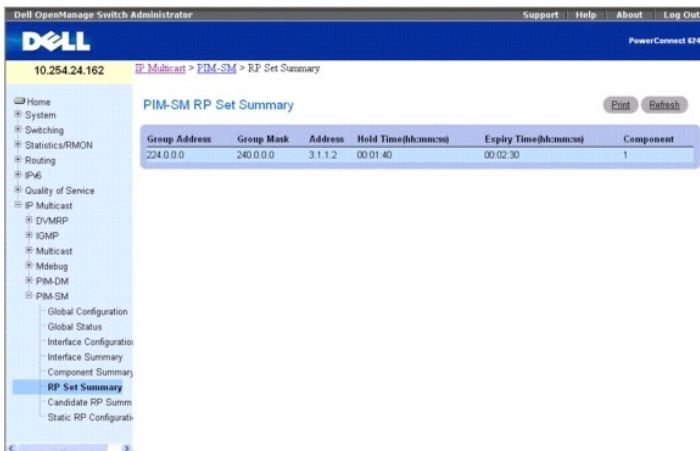 Dell OpenManage Switch Administrator Support Help About Log Out
DELL
PowerConnect 624
10.254.24.162
IP Multicast > PIM-SM > RP Set Summary
Home
System
Switching
Statistics/RMON
Routing
IPv6
Quality of Service
IP Multicast
DVMRP
IGMP
Multicast
Mdebug
PIM-DM
PIM-SM
Global Configuration
Global Status
Interface Configuratio
Interface Summary
Component Summary
RP Set Summary
Candidate RP Summ
Static RP Configurati
PIM-SM RP Set Summary
Print Refresh
Group Address Group Mask Address Hold Time(hh:mm:ss) Expiry Time(hh:mm:ss) Component
224.0.0.0 240.0.0.0 3.1.1.2 00:01:40 00:02:30 1